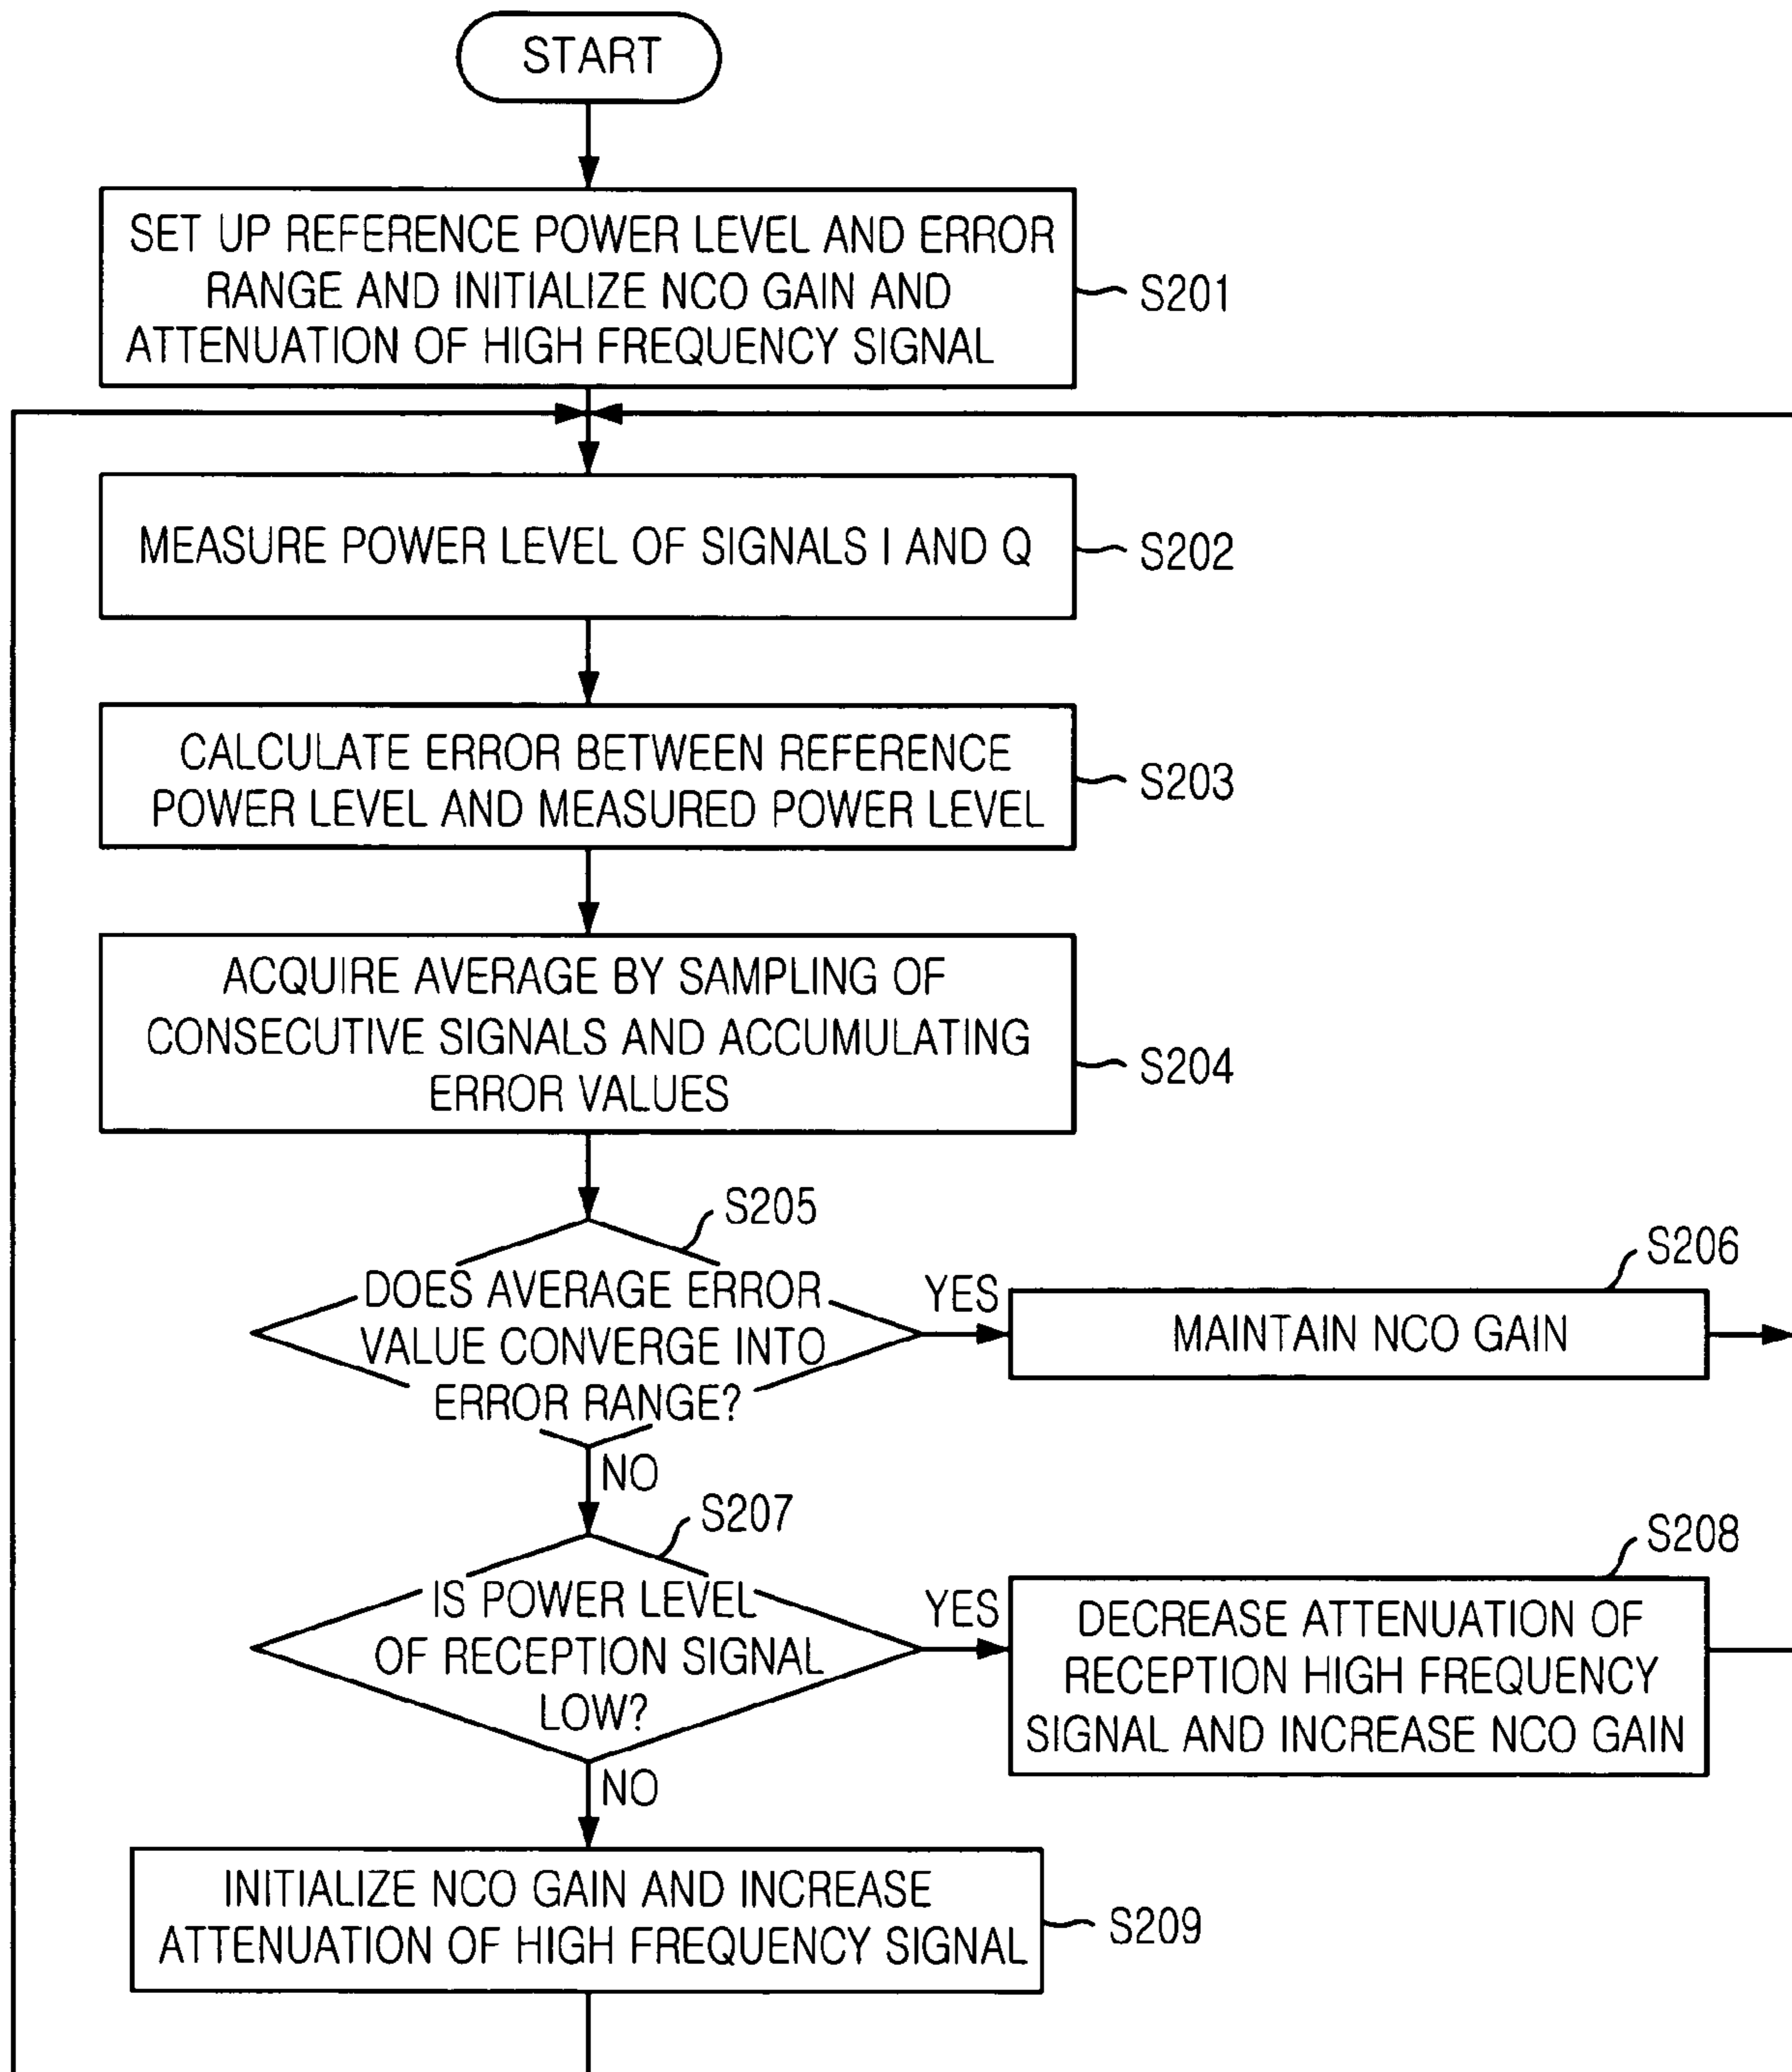 START
SET UP REFERENCE POWER LEVEL AND ERROR
RANGE AND INITIALIZE NCO GAIN AND
ATTENUATION OF HIGH FREQUENCY SIGNAL
S201
MEASURE POWER LEVEL OF SIGNALS I AND Q
S202
CALCULATE ERROR BETWEEN REFERENCE
POWER LEVEL AND MEASURED POWER LEVEL
S203
ACQUIRE AVERAGE BY SAMPLING OF
CONSECUTIVE SIGNALS AND ACCUMULATING
ERROR VALUES
S204
S205
DOES AVERAGE ERROR
VALUE CONVERGE INTO
ERROR RANGE?
YES
S206
MAINTAIN NCO GAIN
NO
S207
IS POWER LEVEL
OF RECEPTION SIGNAL
LOW?
YES
S208
DECREASE ATTENUATION OF
RECEPTION HIGH FREQUENCY
SIGNAL AND INCREASE NCO GAIN
NO
INITIALIZE NCO GAIN AND INCREASE
ATTENUATION OF HIGH FREQUENCY SIGNAL
S209